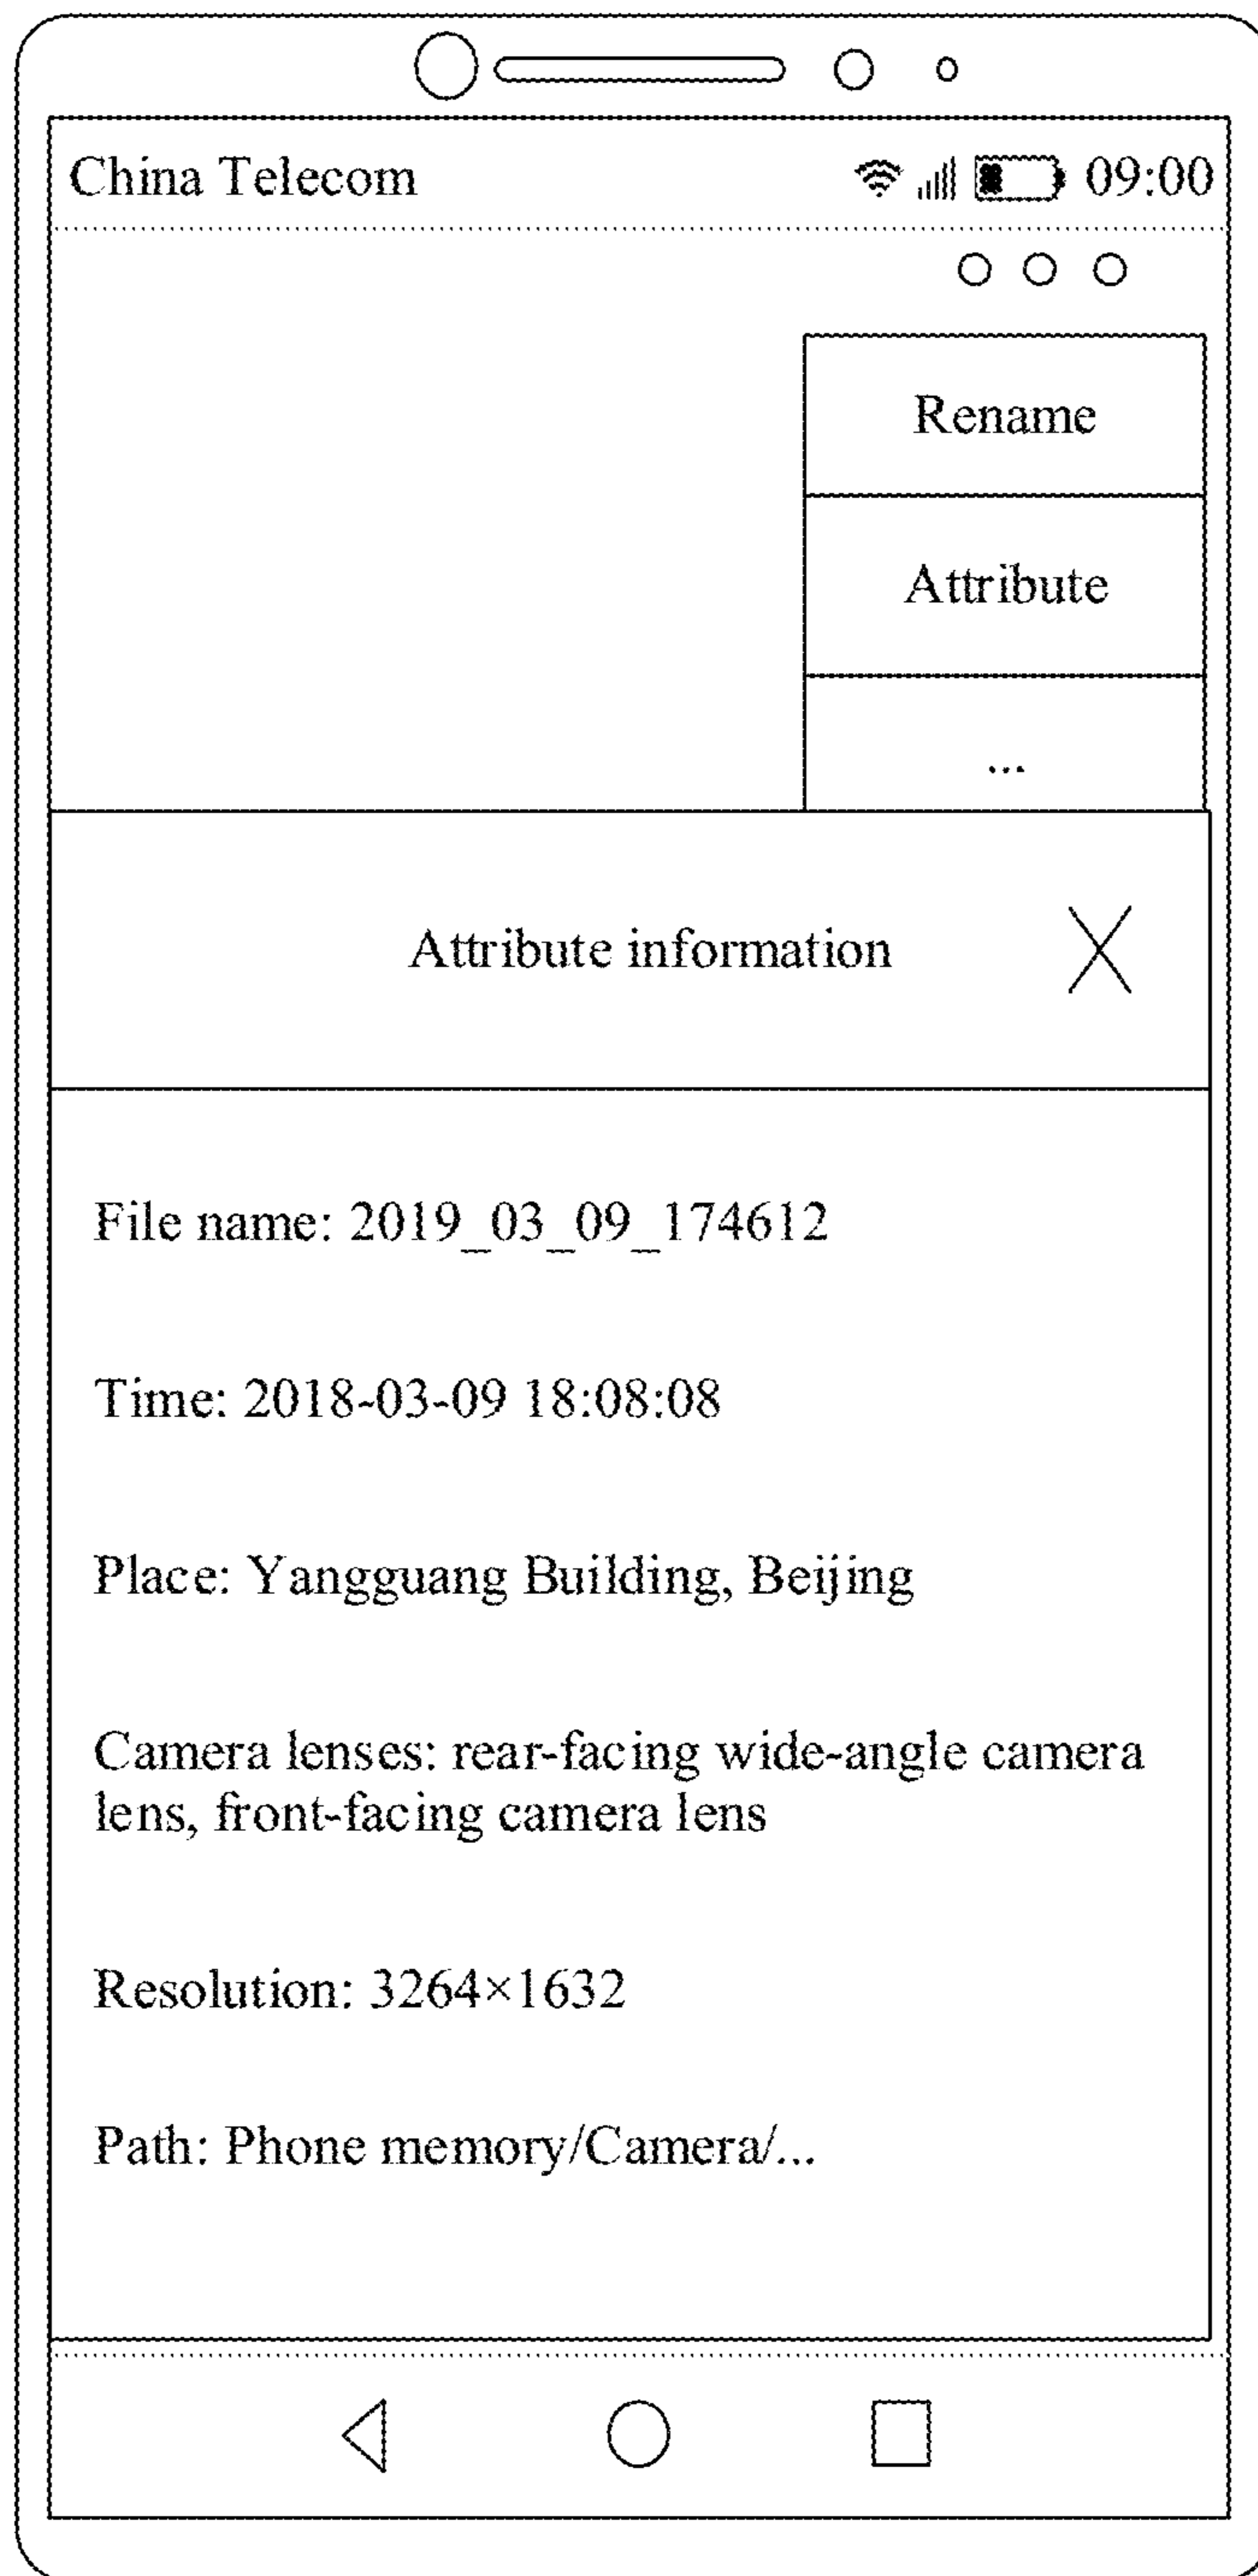 China Telecom 09:00
Rename
Attribute
...
Attribute information
File name: 2019_03_09_174612
Time: 2018-03-09 18:08:08
Place: Yangguang Building, Beijing
Camera lenses: rear-facing wide-angle camera
lens, front-facing camera lens
Resolution: 3264×1632
Path: Phone memory/Camera/...